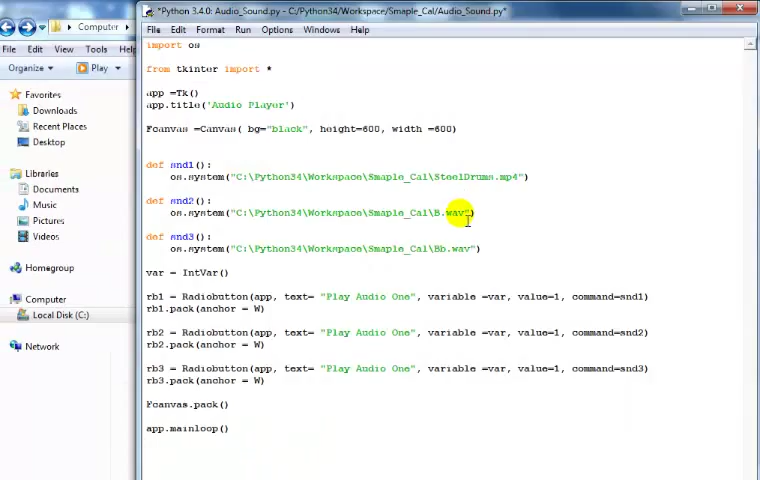 *Python 3.4.0: Audio_Sound.py - C:/Python34/Workspace/Smaple_Cal/Audio_Sound.py*
Computer
File Edit View Tools Help
File Edit Format Run Options Windows Help
Organize
Play
Favorites
Downloads
Recent Places
Desktop
Libraries
Documents
Music
Pictures
Videos
Homegroup
Computer
Local Disk (C:)
Network
import os
from tkinter import *
app =Tk()
app.title('Audio Player')
Fcanvas =Canvas( bg="black", height=600, width =600)
def snd1():
os.system("C:\Python34\Workspace\Smaple_Cal\SteelDrums.mp4")
def snd2():
os.system("C:\Python34\Workspace\Smaple_Cal\B.wav")
def snd3():
os.system("C:\Python34\Workspace\Smaple_Cal\Bb.wav")
var = IntVar()
rb1 = Radiobutton(app, text= "Play Audio One", variable =var, value=1, command=snd1)
rb1.pack(anchor = W)
rb2 = Radiobutton(app, text= "Play Audio One", variable =var, value=1, command=snd2)
rb2.pack(anchor = W)
rb3 = Radiobutton(app, text= "Play Audio One", variable =var, value=1, command=snd3)
rb3.pack(anchor = W)
Fcanvas.pack()
app.mainloop()